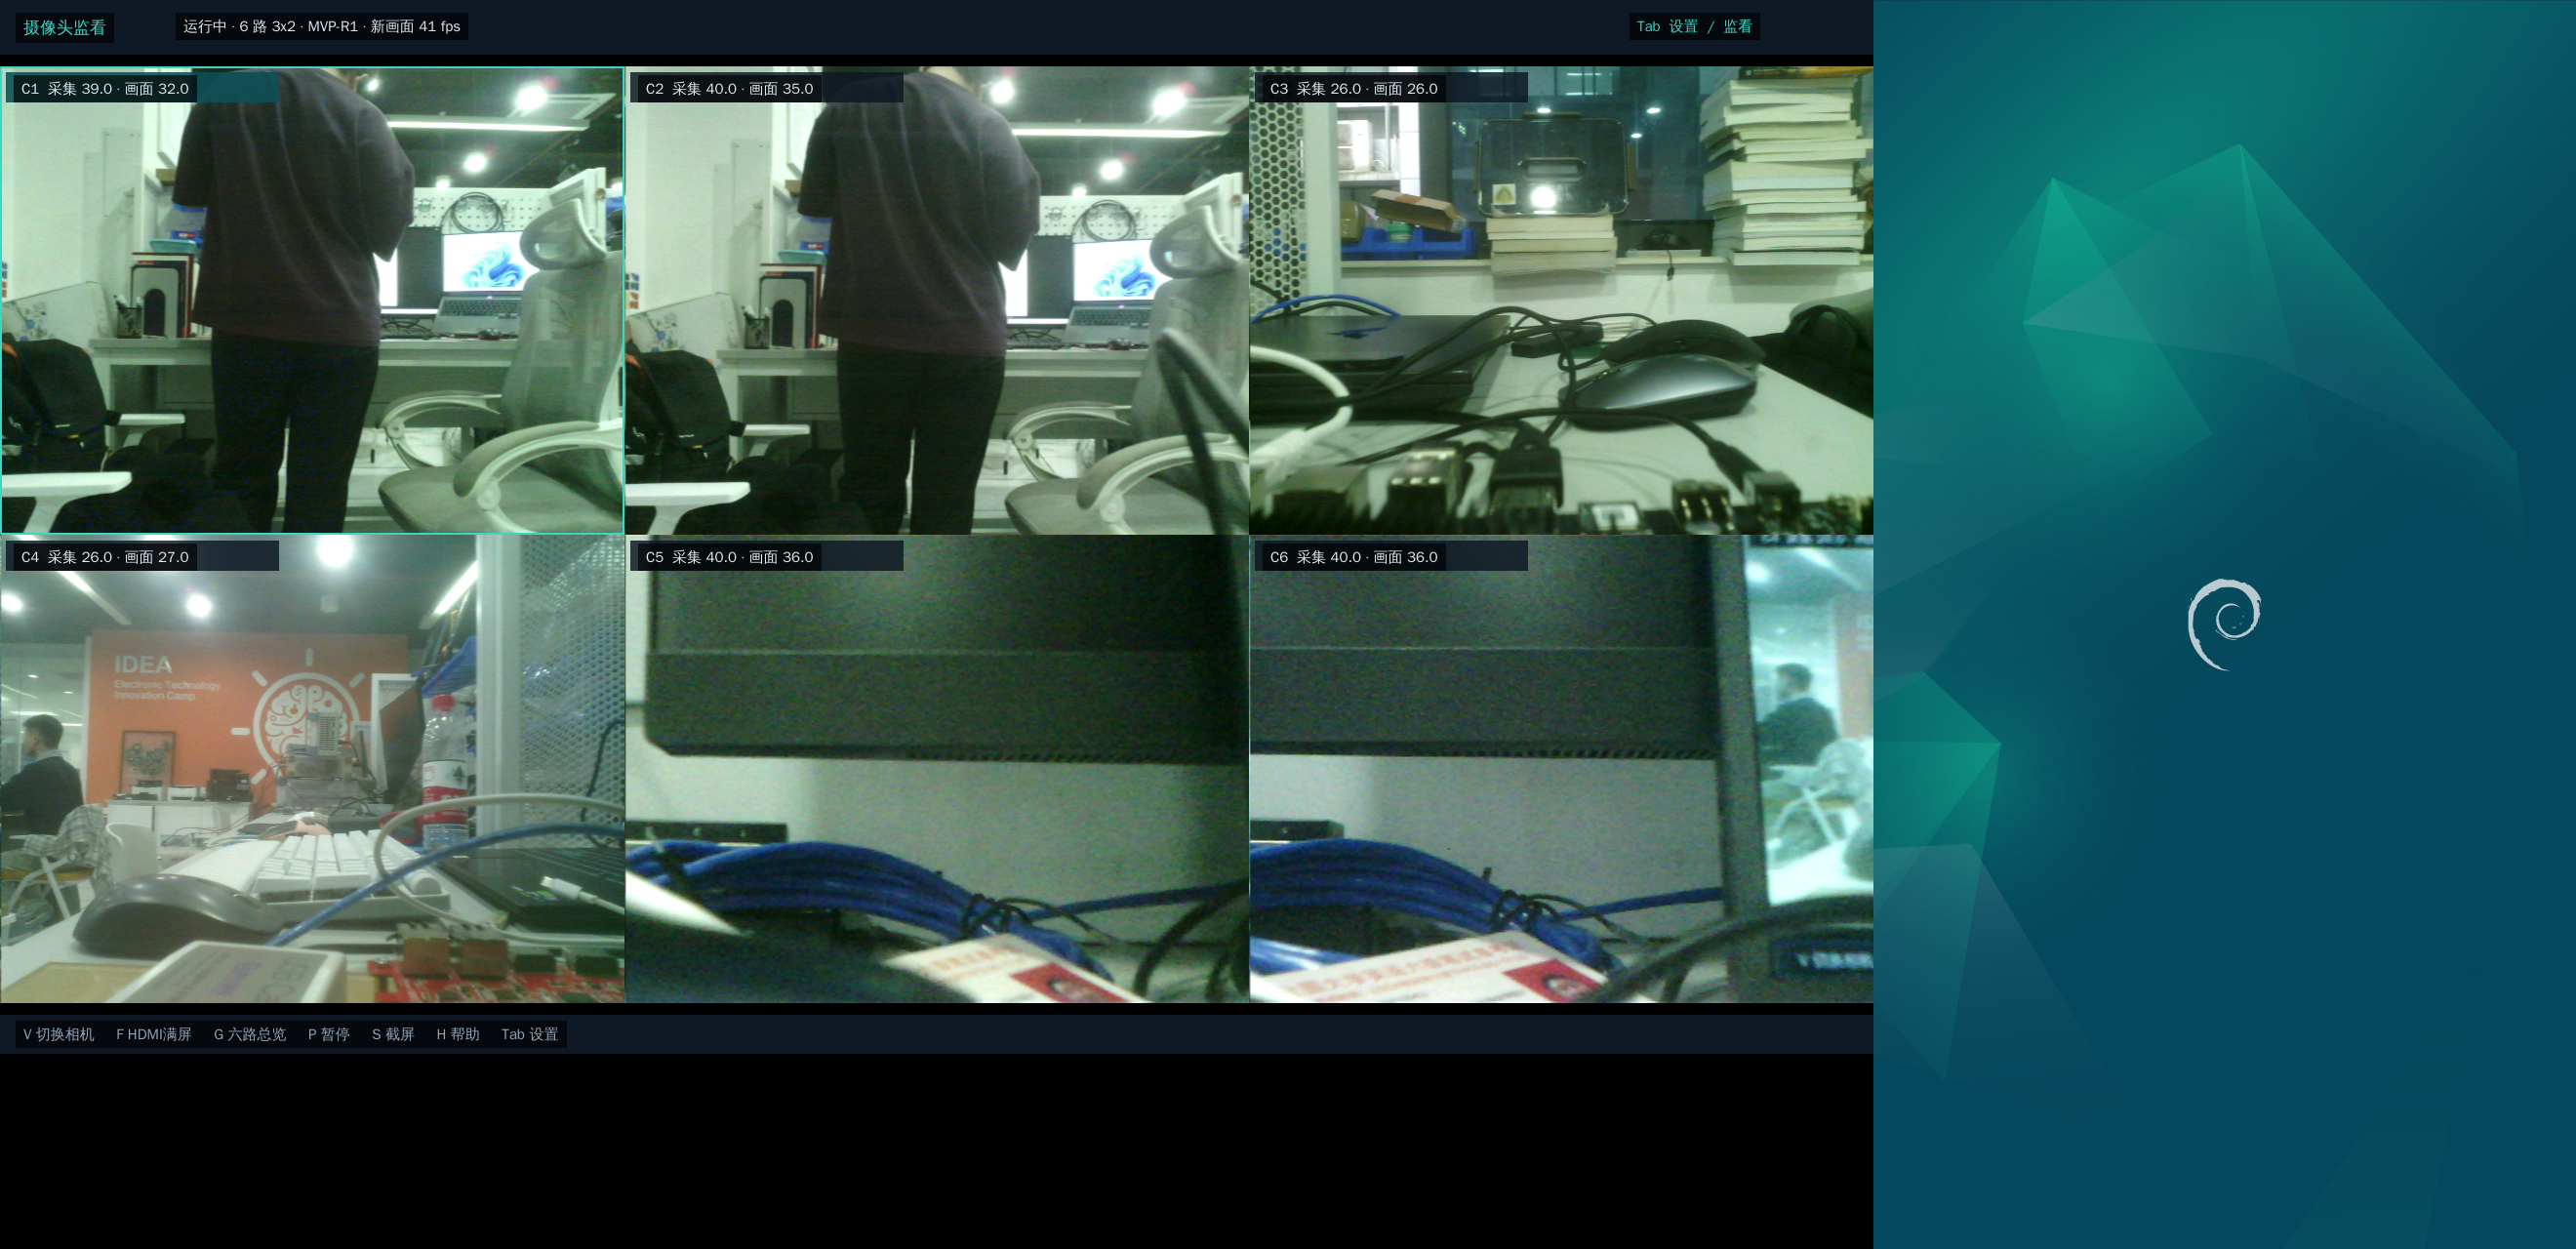 摄像头监看
运行中 · 6 路 3x2 · MVP-R1 · 新画面 41 fps
Tab 设置 / 监看
C1 采集 39.0 · 画面 32.0
C2 采集 40.0 · 画面 35.0
C3 采集 26.0 · 画面 26.0
C4 采集 26.0 · 画面 27.0
C5 采集 40.0 · 画面 36.0
C6 采集 40.0 · 画面 36.0
IDEA
Electronic Technology
Innovation Camp
V 切换相机 F HDMI满屏 G 六路总览 P 暂停 S 截屏 H 帮助 Tab 设置